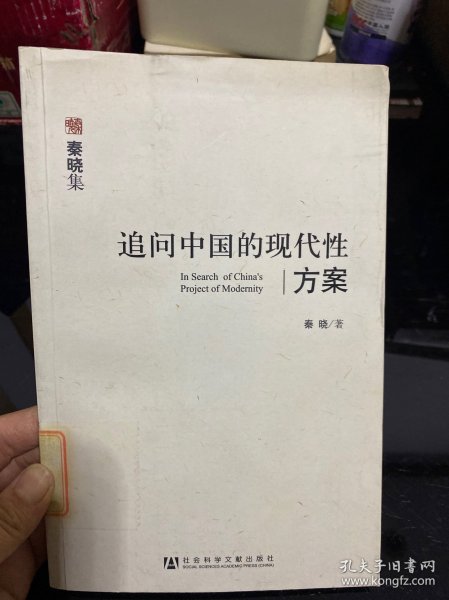 秦晓集
追问中国的现代性
In Search of China's
Project of Modernity
方案
秦 晓/著
社会科学文献出版社
SOCIAL SCIENCES ACADEMIC PRESS (CHINA)
孔夫子旧书网
www.kongfz.com